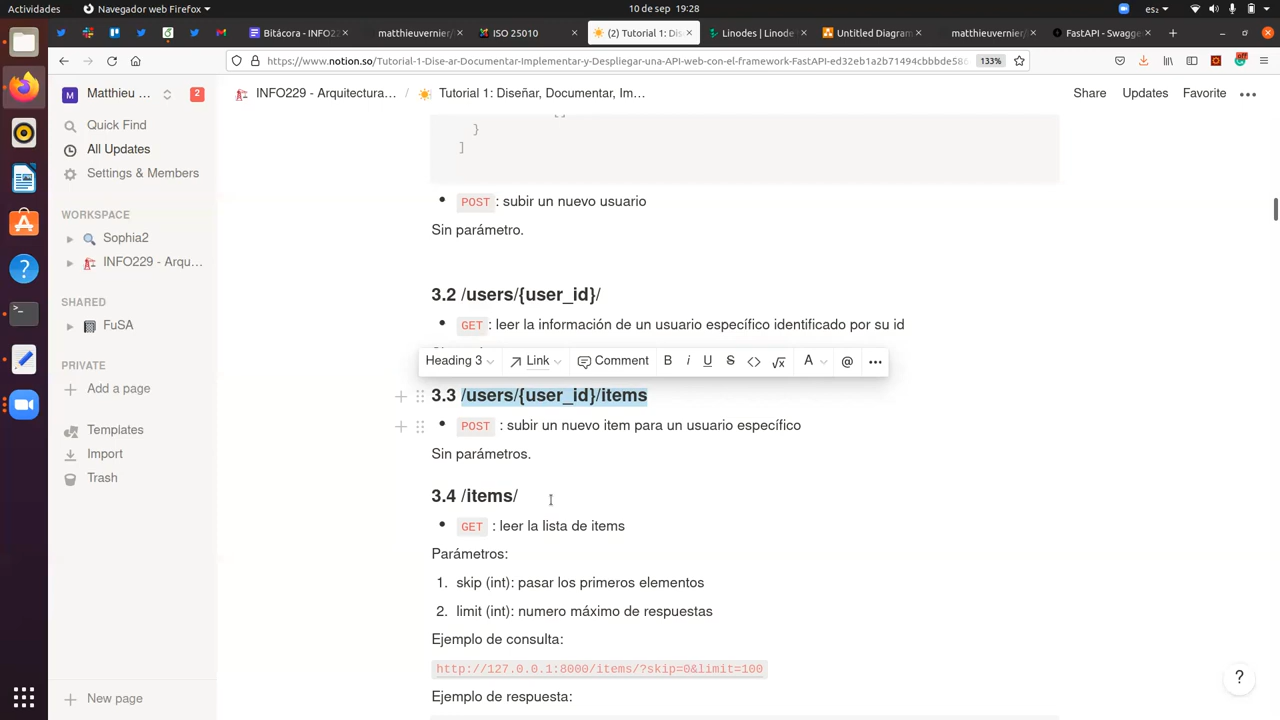 Actividades
Navegador web Firefox
10 de sep 19:28
es₂
Bitácora - INFO22
matthieuvernier/
ISO 25010
(2) Tutorial 1: Dis
Linodes | Linode
Untitled Diagram
matthieuvernier/
FastAPI - Swagge
https://www.notion.so/Tutorial-1-Dise-ar-Documentar-Implementar-y-Despliegar-una-API-web-con-el-framework-FastAPI-ed32eb1a2b71494cbbbde58
133%
M Matthieu ... 2
INFO229 - Arquitectura... / Tutorial 1: Diseñar, Documentar, Im...
Share Updates Favorite
Quick Find
All Updates
Settings & Members
WORKSPACE
Sophia2
INFO229 - Arqu...
SHARED
FuSA
PRIVATE
Add a page
Templates
Import
Trash
New page
[]
}
]
• POST : subir un nuevo usuario
Sin parámetro.
3.2 /users/{user_id}/
• GET : leer la información de un usuario específico identificado por su id
Heading 3 Link Comment B i U S <> √x A @ •••
3.3 /users/{user_id}/items
• POST : subir un nuevo item para un usuario específico
Sin parámetros.
3.4 /items/
• GET : leer la lista de items
Parámetros:
1. skip (int): pasar los primeros elementos
2. limit (int): numero máximo de respuestas
Ejemplo de consulta:
http://127.0.0.1:8000/items/?skip=0&limit=100
Ejemplo de respuesta:
?